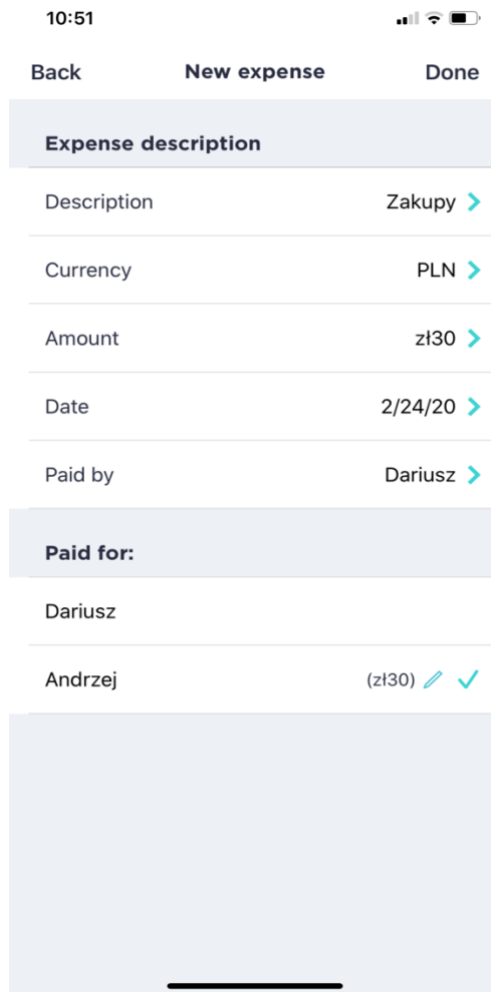 10:51
Back New expense Done
Expense description
Description Zakupy
Currency PLN
Amount zł30
Date 2/24/20
Paid by Dariusz
Paid for:
Dariusz
Andrzej (zł30)